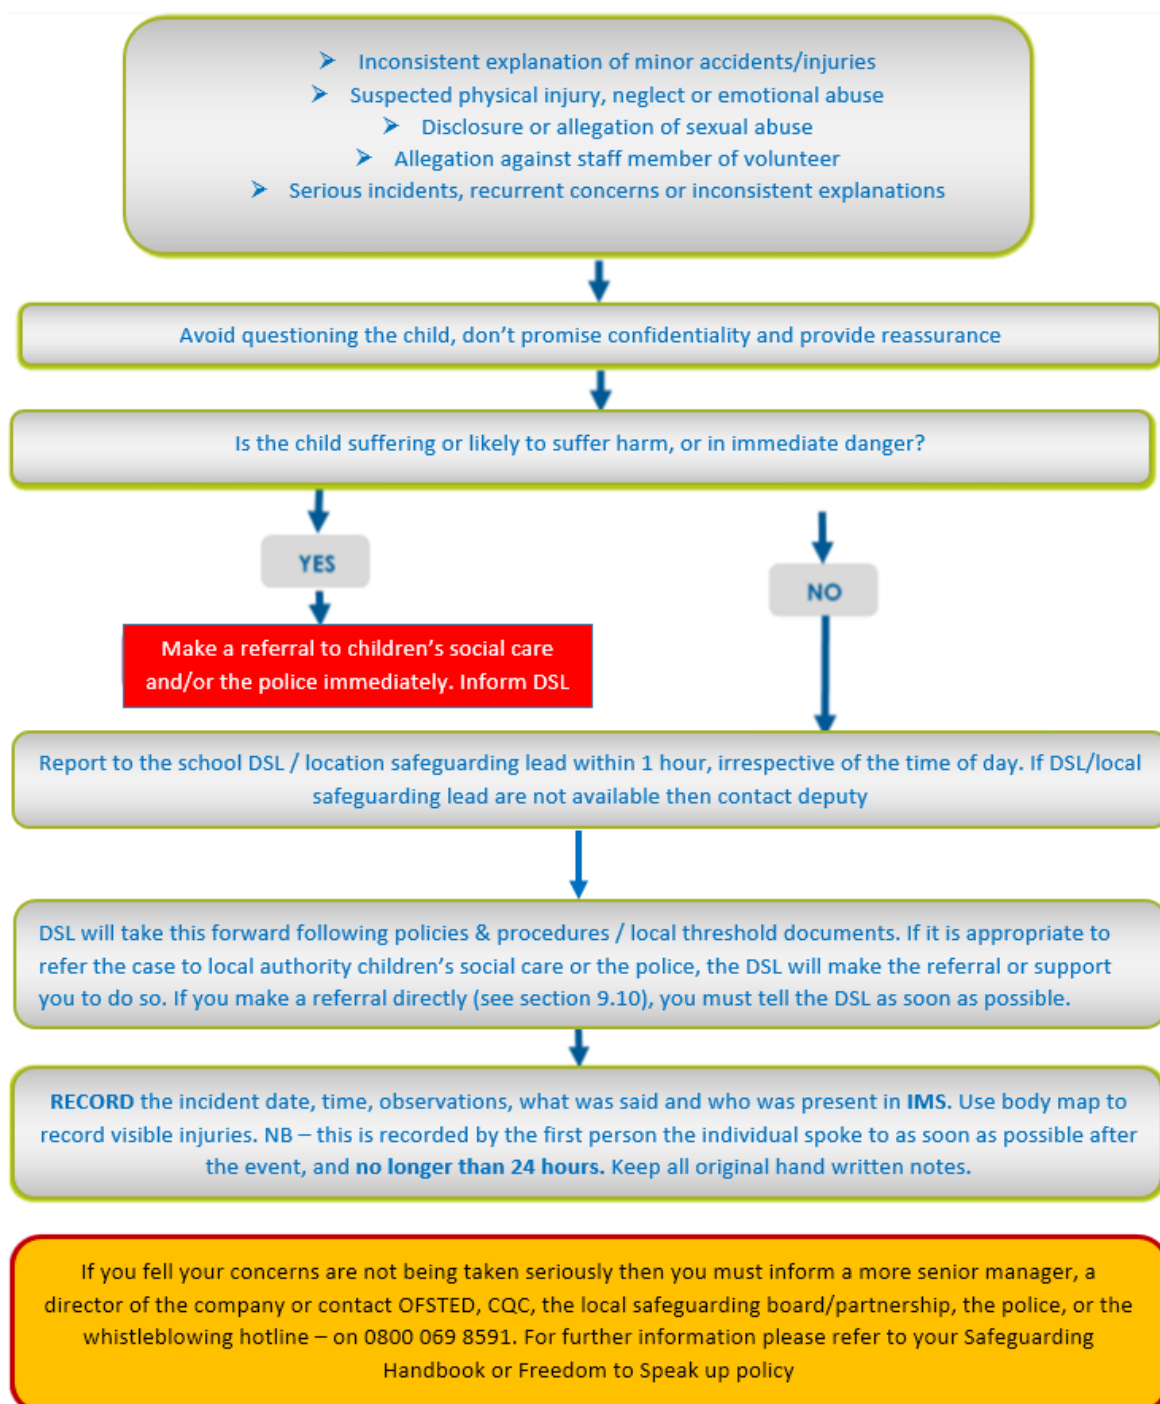 ➢ Inconsistent explanation of minor accidents/injuries
➢ Suspected physical injury, neglect or emotional abuse
➢ Disclosure or allegation of sexual abuse
➢ Allegation against staff member of volunteer
➢ Serious incidents, recurrent concerns or inconsistent explanations
Avoid questioning the child, don't promise confidentiality and provide reassurance
Is the child suffering or likely to suffer harm, or in immediate danger?
YES
NO
Make a referral to children's social care
and/or the police immediately. Inform DSL
Report to the school DSL / location safeguarding lead within 1 hour, irrespective of the time of day. If DSL/local
safeguarding lead are not available then contact deputy
DSL will take this forward following policies & procedures / local threshold documents. If it is appropriate to
refer the case to local authority children's social care or the police, the DSL will make the referral or support
you to do so. If you make a referral directly (see section 9.10), you must tell the DSL as soon as possible.
RECORD the incident date, time, observations, what was said and who was present in IMS. Use body map to
record visible injuries. NB – this is recorded by the first person the individual spoke to as soon as possible after
the event, and no longer than 24 hours. Keep all original hand written notes.
If you fell your concerns are not being taken seriously then you must inform a more senior manager, a
director of the company or contact OFSTED, CQC, the local safeguarding board/partnership, the police, or the
whistleblowing hotline – on 0800 069 8591. For further information please refer to your Safeguarding
Handbook or Freedom to Speak up policy